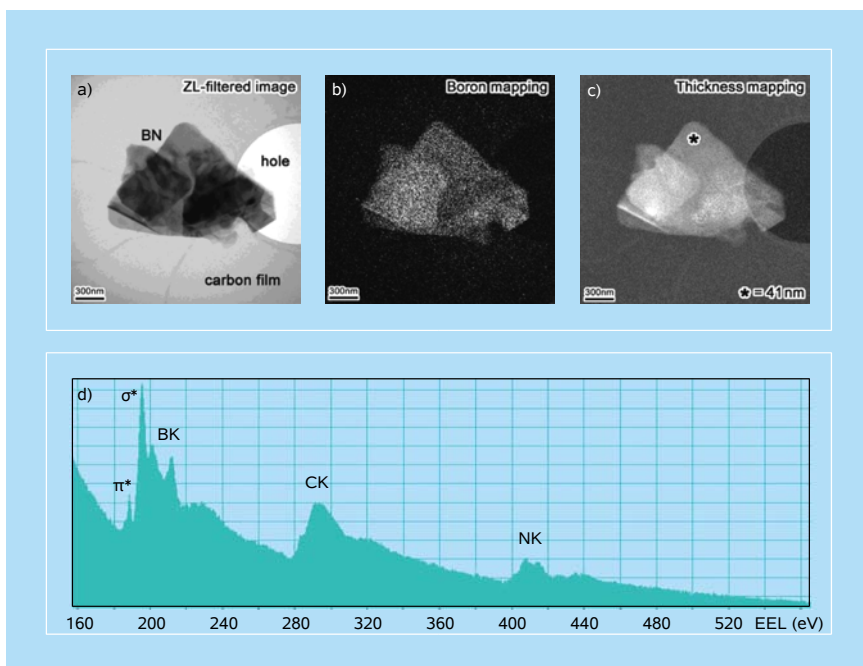 a) ZL-filtered image
BN
hole
carbon film
300nm
b) Boron mapping
300nm
c) Thickness mapping
*
300nm
* = 41nm
d)
σ*
BK
π*
CK
NK
160 200 240 280 320 360 400 440 480 520 EEL (eV)